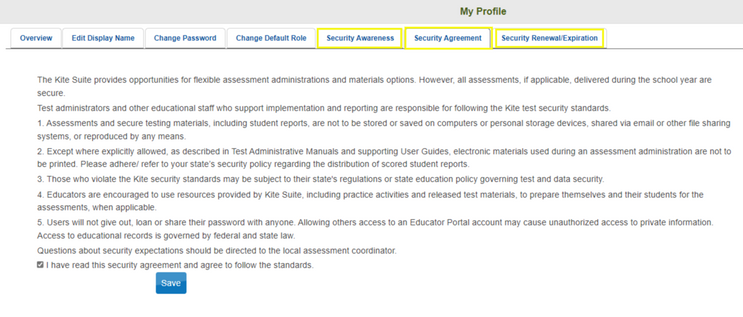 My Profile
Overview Edit Display Name Change Password Change Default Role Security Awareness Security Agreement Security Renewal/Expiration
The Kite Suite provides opportunities for flexible assessment administrations and materials options. However, all assessments, if applicable, delivered during the school year are
secure.
Test administrators and other educational staff who support implementation and reporting are responsible for following the Kite test security standards.
1. Assessments and secure testing materials, including student reports, are not to be stored or saved on computers or personal storage devices, shared via email or other file sharing
systems, or reproduced by any means.
2. Except where explicitly allowed, as described in Test Administrative Manuals and supporting User Guides, electronic materials used during an assessment administration are not to
be printed. Please adhere/ refer to your state's security policy regarding the distribution of scored student reports.
3. Those who violate the Kite security standards may be subject to their state's regulations or state education policy governing test and data security.
4. Educators are encouraged to use resources provided by Kite Suite, including practice activities and released test materials, to prepare themselves and their students for the
assessments, when applicable.
5. Users will not give out, loan or share their password with anyone. Allowing others access to an Educator Portal account may cause unauthorized access to private information.
Access to educational records is governed by federal and state law.
Questions about security expectations should be directed to the local assessment coordinator.
I have read this security agreement and agree to follow the standards.
Save